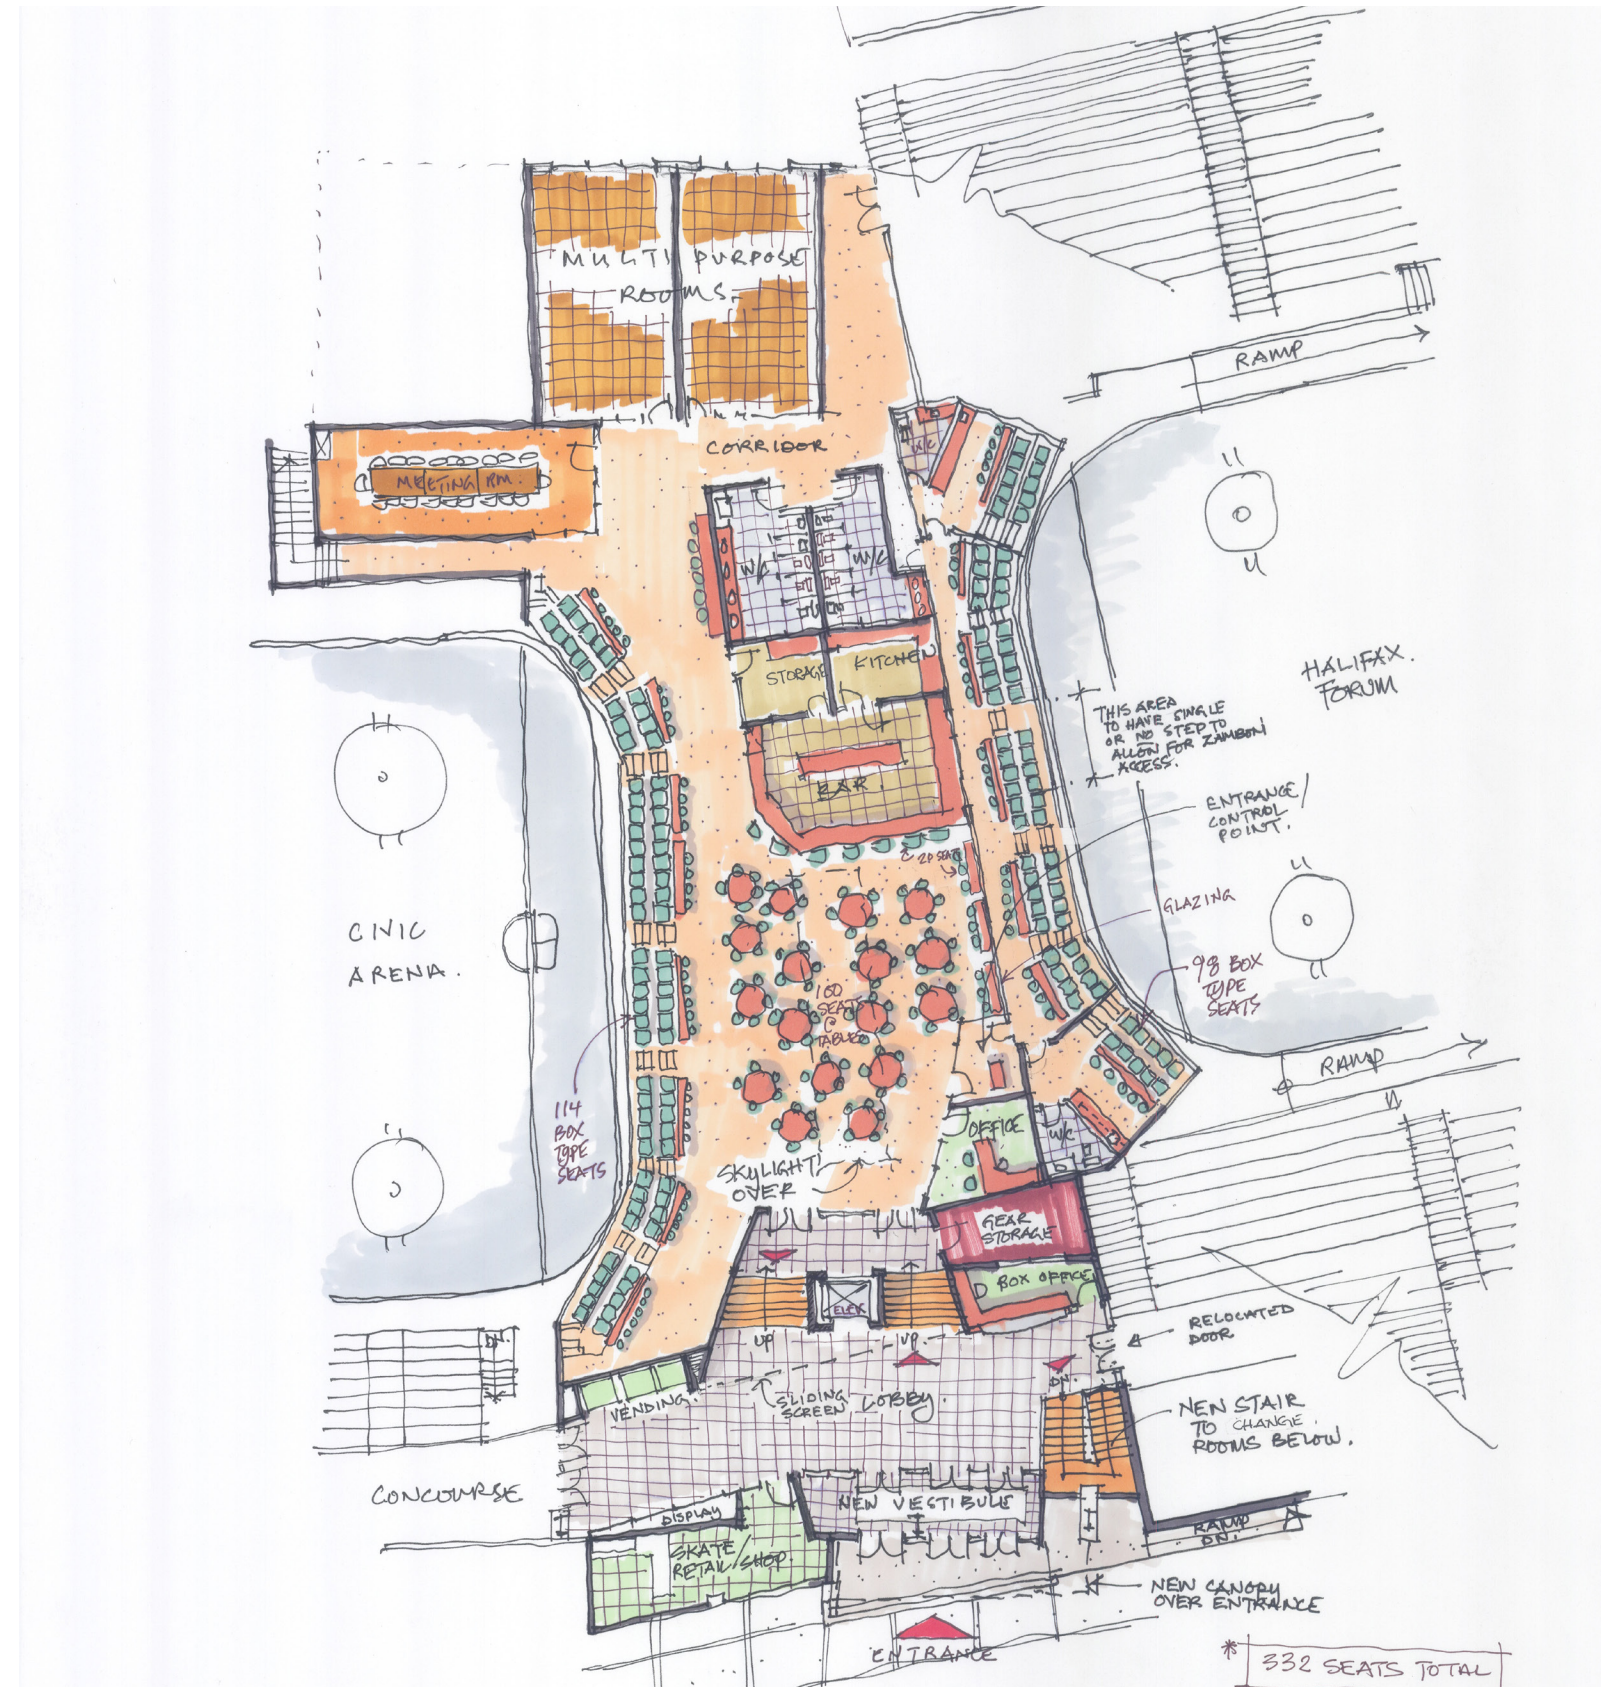 MULTI PURPOSE
ROOMS.
RAMP
CORRIDOR
W/C
MEETING RM.
W/C
W/C
STORAGE
KITCHEN
HALIFAX.
FORUM
THIS AREA
TO HAVE SINGLE
OR NO STEP TO
ALLOW FOR ZAMBONI
ACCESS.
BAR
ENTRANCE/
CONTROL
POINT.
20 SEATS
GLAZING
CIVIC
ARENA.
98 BOX
TYPE
SEATS
100
SEATS
C
TABLES
RAMP
114
BOX
TYPE
SEATS
OFFICE
W/C
SKYLIGHT
OVER
GEAR
STORAGE
BOX OFFICE
ELEV.
DN.
UP
UP
RELOCATED
DOOR
DN.
VENDING.
SLIDING
SCREEN
LOBBY.
NEW STAIR
TO CHANGE
ROOMS BELOW.
CONCOURSE
NEW VESTIBULE
DISPLAY
RAMP
DN.
SKATE
RETAIL/SHOP.
NEW CANOPY
OVER ENTRANCE
ENTRANCE
* 332 SEATS TOTAL